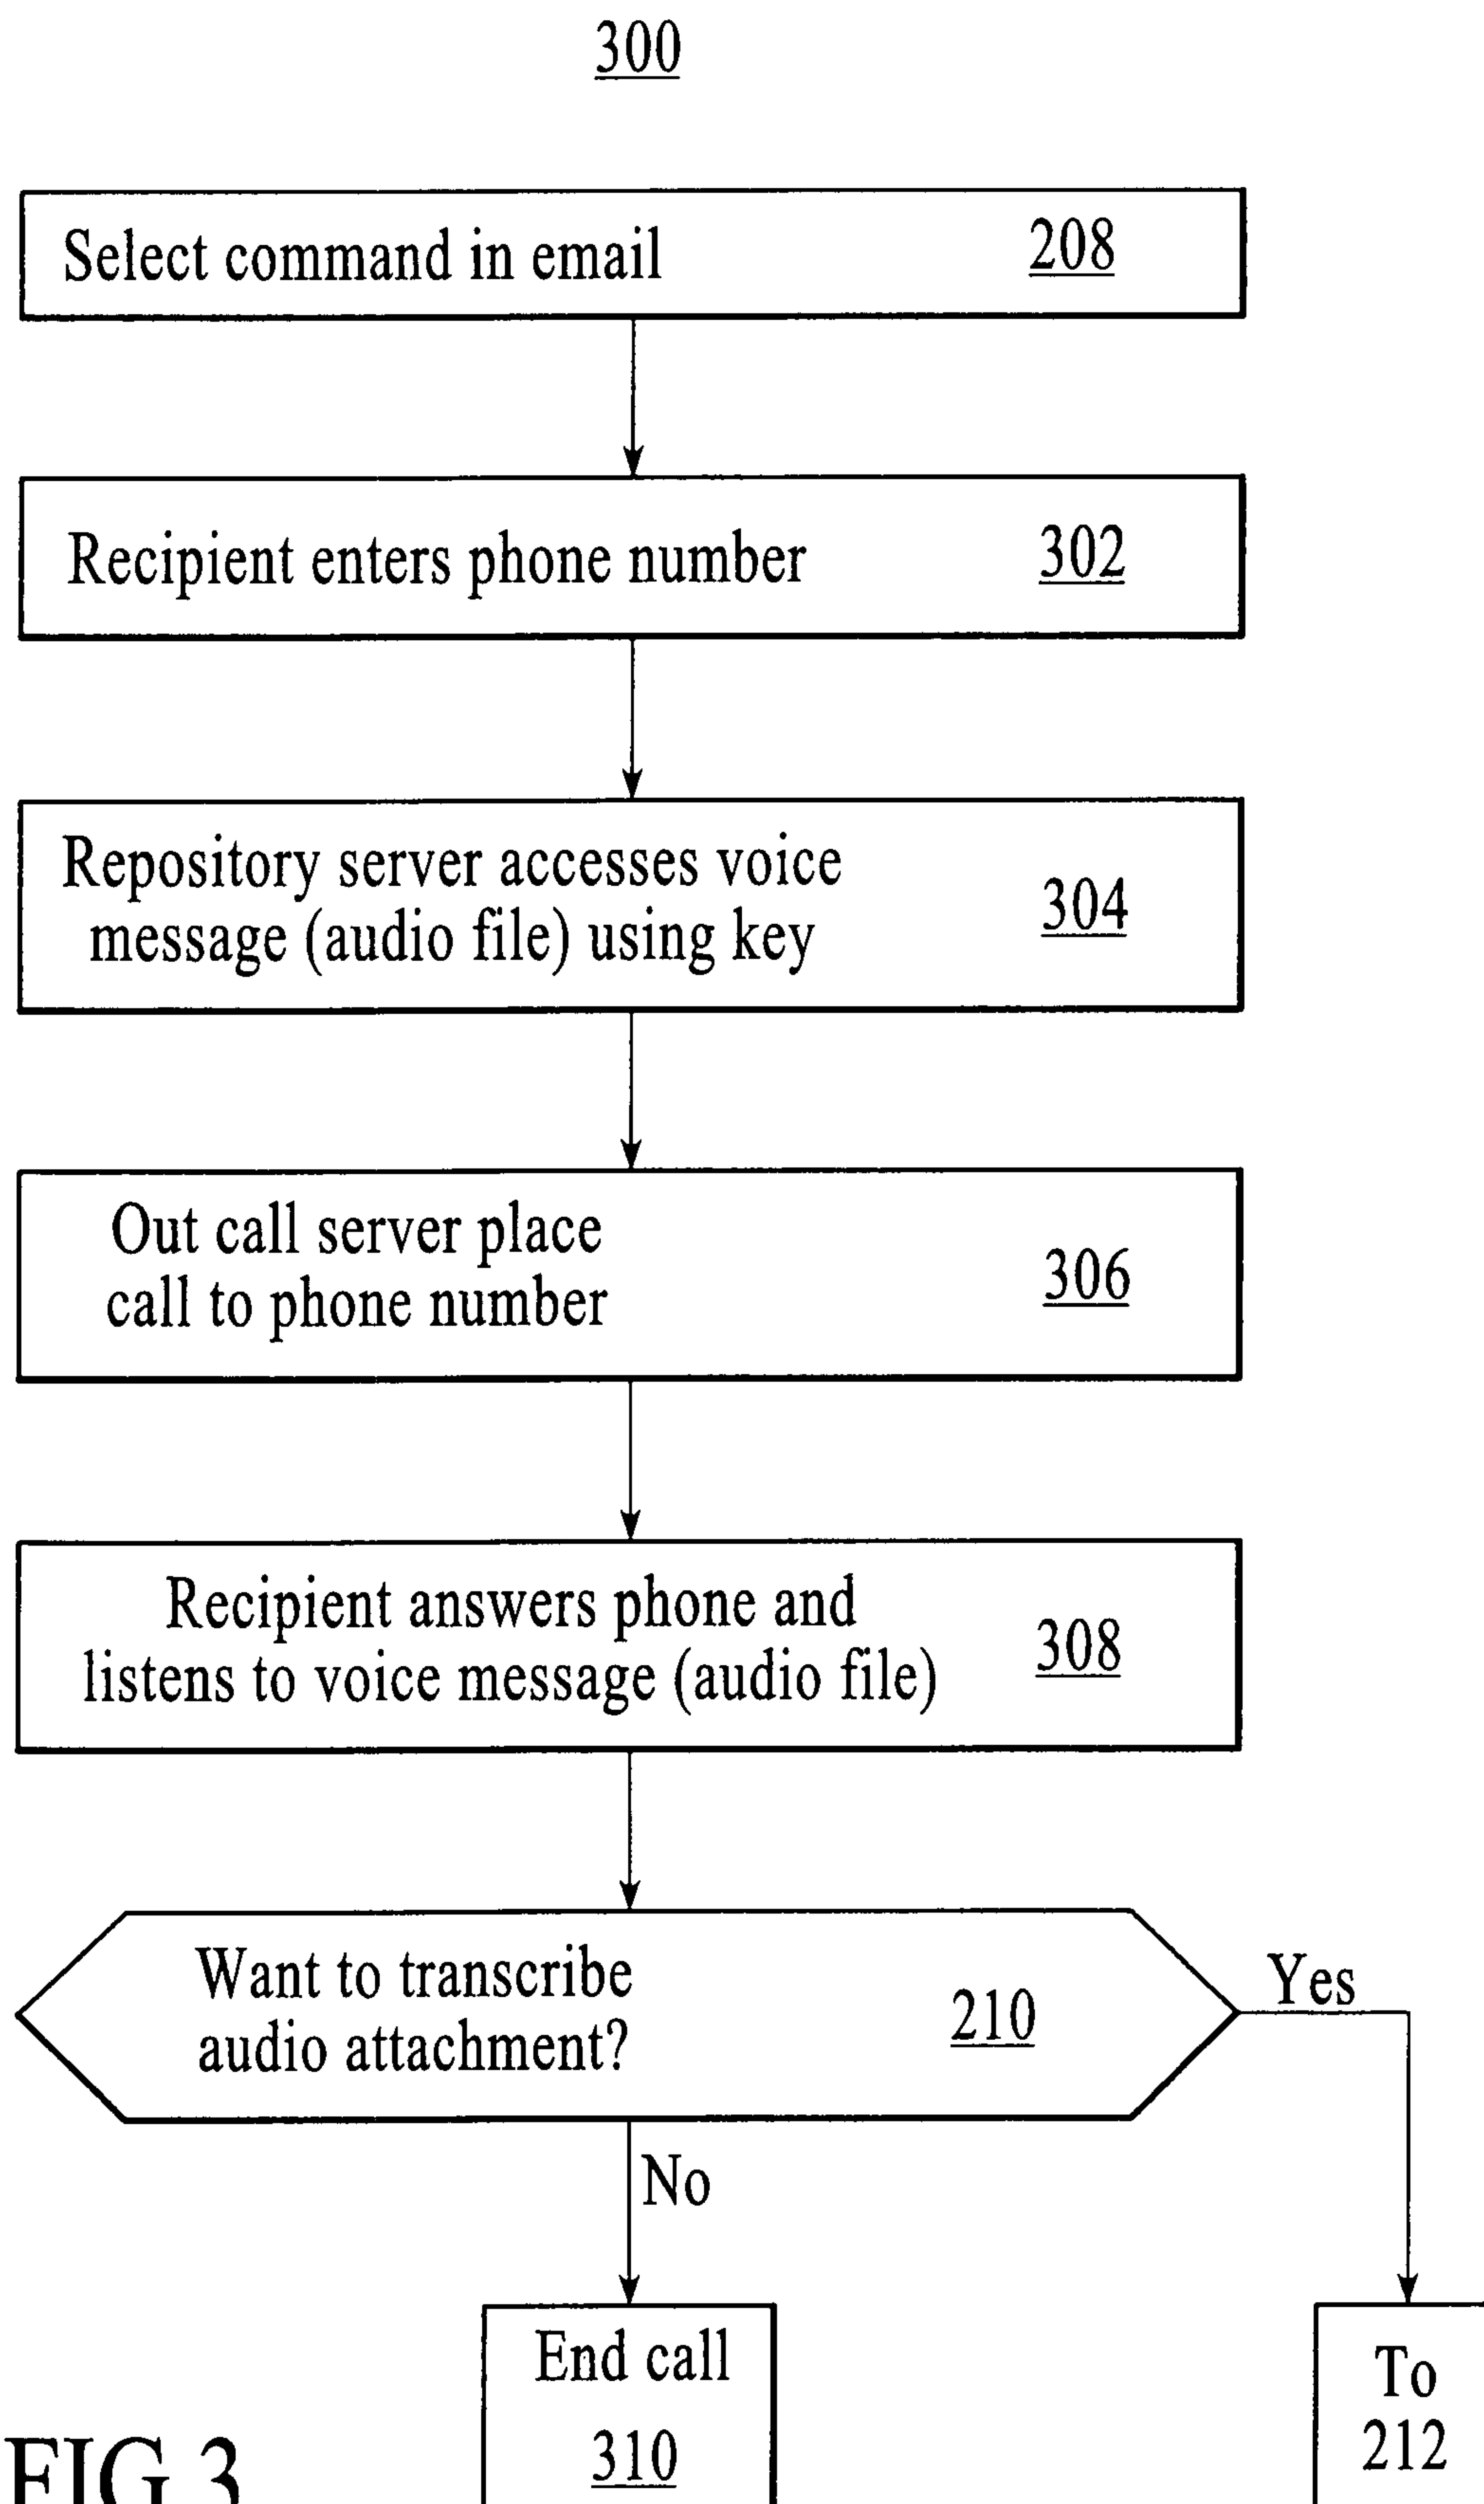 300
Select command in email 208
Recipient enters phone number 302
Repository server accesses voice
message (audio file) using key
304
Out call server place
call to phone number
306
Recipient answers phone and
listens to voice message (audio file)
308
Want to transcribe
audio attachment?
210
Yes
No
End call
310
To
212
FIG 3